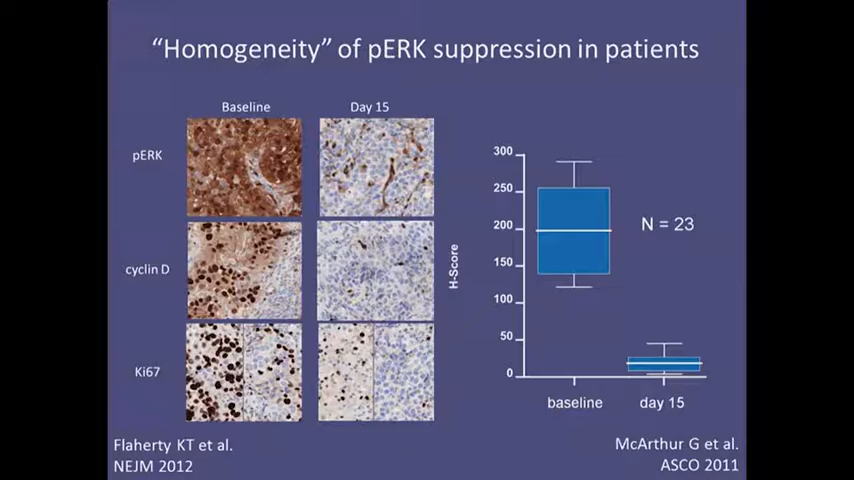 “Homogeneity” of pERK suppression in patients
Baseline
Day 15
pERK
cyclin D
Ki67
H-Score
300
250
200
150
100
50
0
N = 23
baseline
day 15
Flaherty KT et al.
NEJM 2012
McArthur G et al.
ASCO 2011